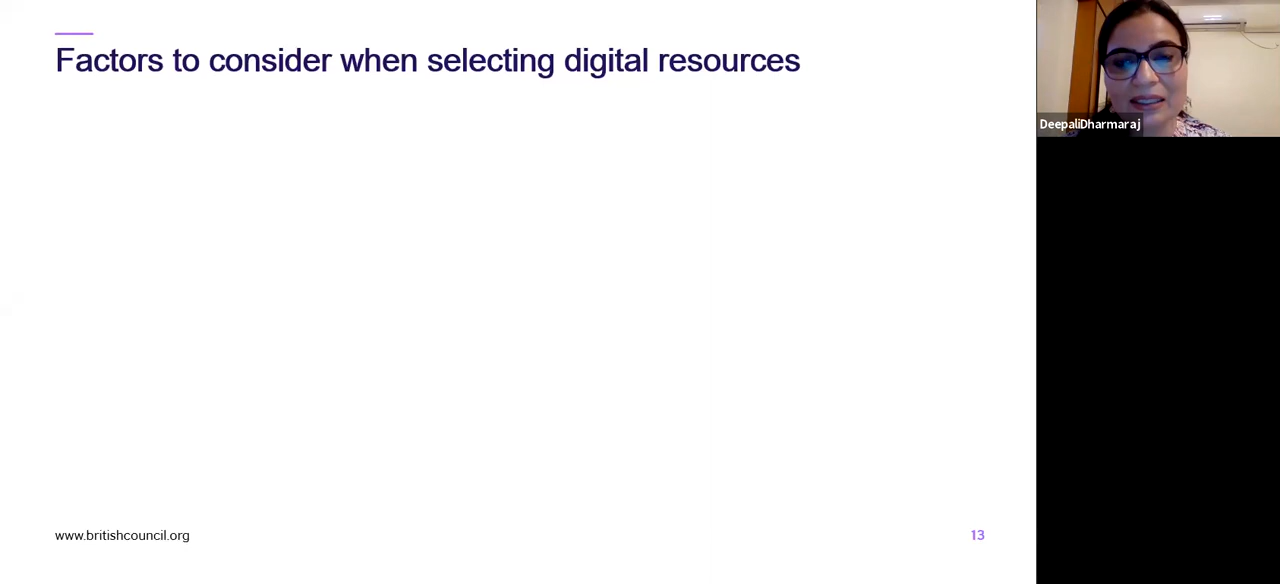 Factors to consider when selecting digital resources
DeepaliDharmaraj
www.britishcouncil.org
13